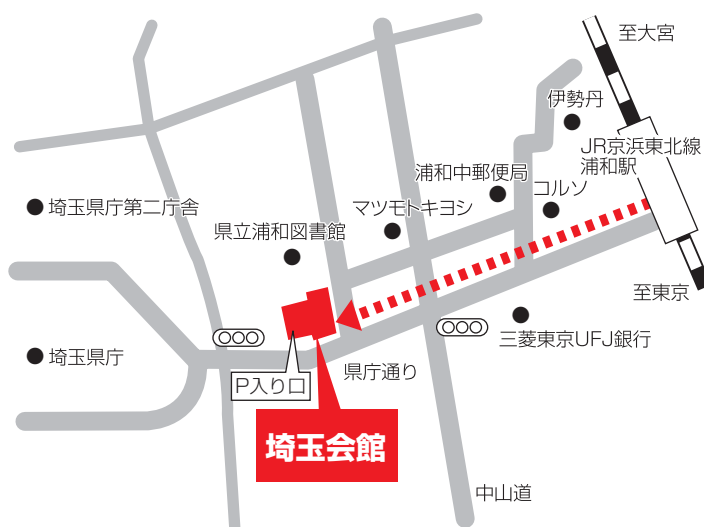 至大宮
伊勢丹
JR京浜東北線
浦和駅
浦和中郵便局
コルソ
マツモトキヨシ
埼玉県庁第二庁舎
県立浦和図書館
至東京
三菱東京UFJ銀行
埼玉県庁
県庁通り
P入り口
埼玉会館
中山道